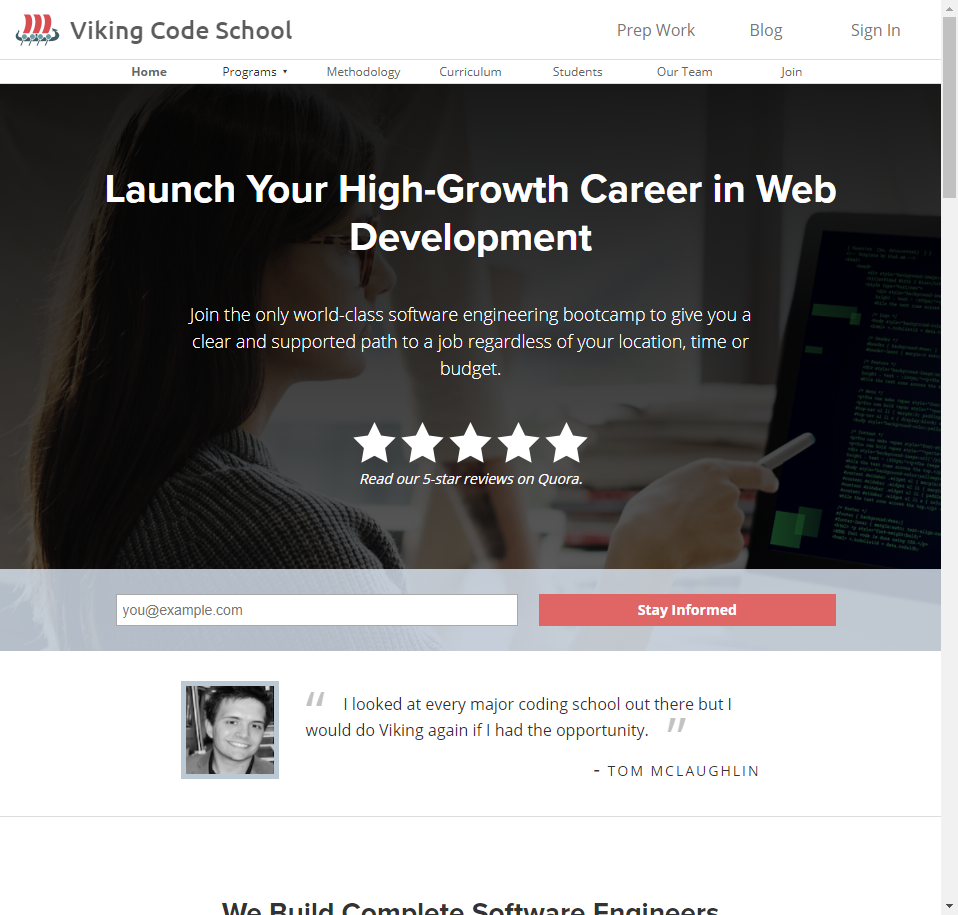 Viking Code School
Prep Work Blog Sign In
Home Programs ▾ Methodology Curriculum Students Our Team Join
Launch Your High-Growth Career in Web
Development
Join the only world-class software engineering bootcamp to give you a
clear and supported path to a job regardless of your location, time or
budget.
Read our 5-star reviews on Quora.
you@example.com
Stay Informed
“ I looked at every major coding school out there but I
would do Viking again if I had the opportunity. ”
- TOM MCLAUGHLIN
We Build Complete Software Engineers